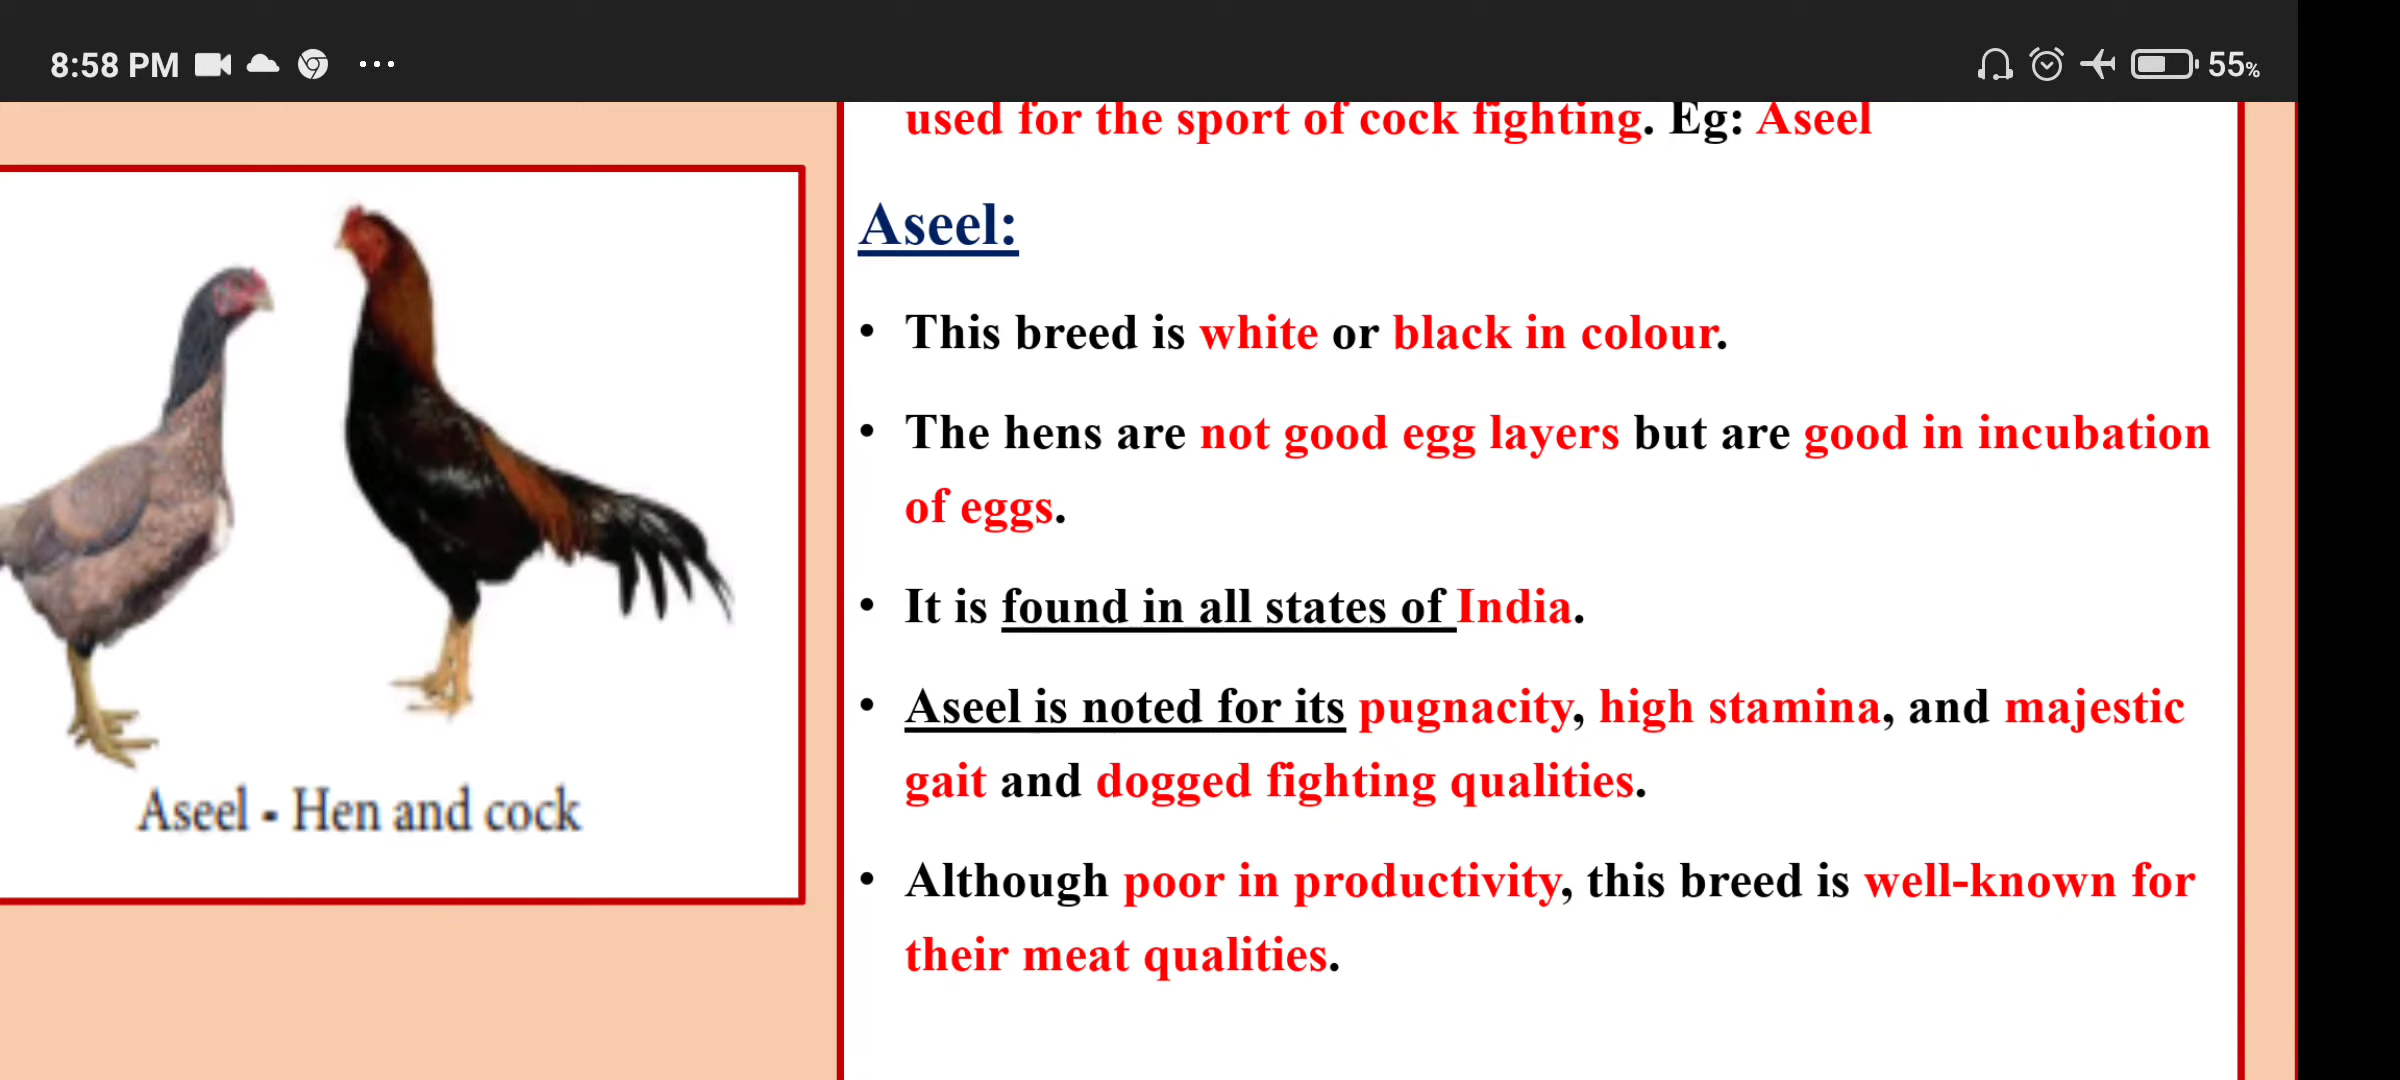 8:58 PM ... 55%
used for the sport of cock fighting. Eg: Aseel
Aseel:
• This breed is white or black in colour.
• The hens are not good egg layers but are good in incubation
of eggs.
• It is found in all states of India.
• Aseel is noted for its pugnacity, high stamina, and majestic
gait and dogged fighting qualities.
• Although poor in productivity, this breed is well-known for
their meat qualities.
Aseel - Hen and cock